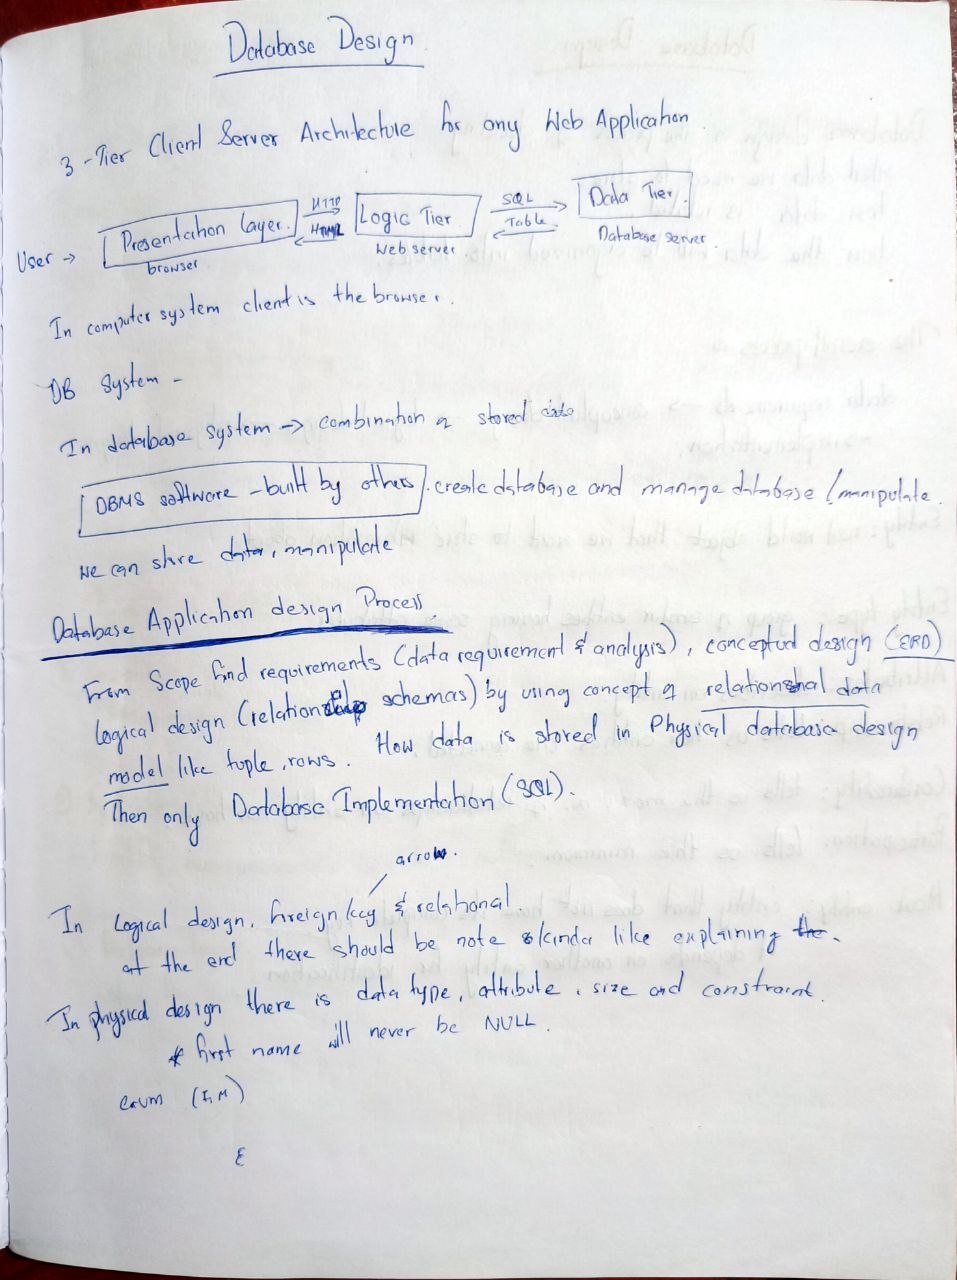 Database Design
3-Tier Client Server Architecture for any Web Application
User → Presentation layer. HTTP HTML Logic Tier SQL Table Data Tier.
browser Web server. Database server.
In computer system client is the browser.
DB System -
In database system → combination of stored data
DBMS software - built by others. create database and manage database / manipulate.
We can store data, manipulate
Database Application design Process.
From Scope find requirements (data requirement & analysis), conceptual design (ERD)
Logical design (relation schemas) by using concept of relational data
model like tuple, rows. How data is stored in Physical database design
Then only Database Implementation (SQL).
arrow.
In Logical design, foreign key & relational.
at the end there should be note kinda like explaining the.
In physical design there is data type, attribute, size and constraint.
* first name will never be NULL.
enum